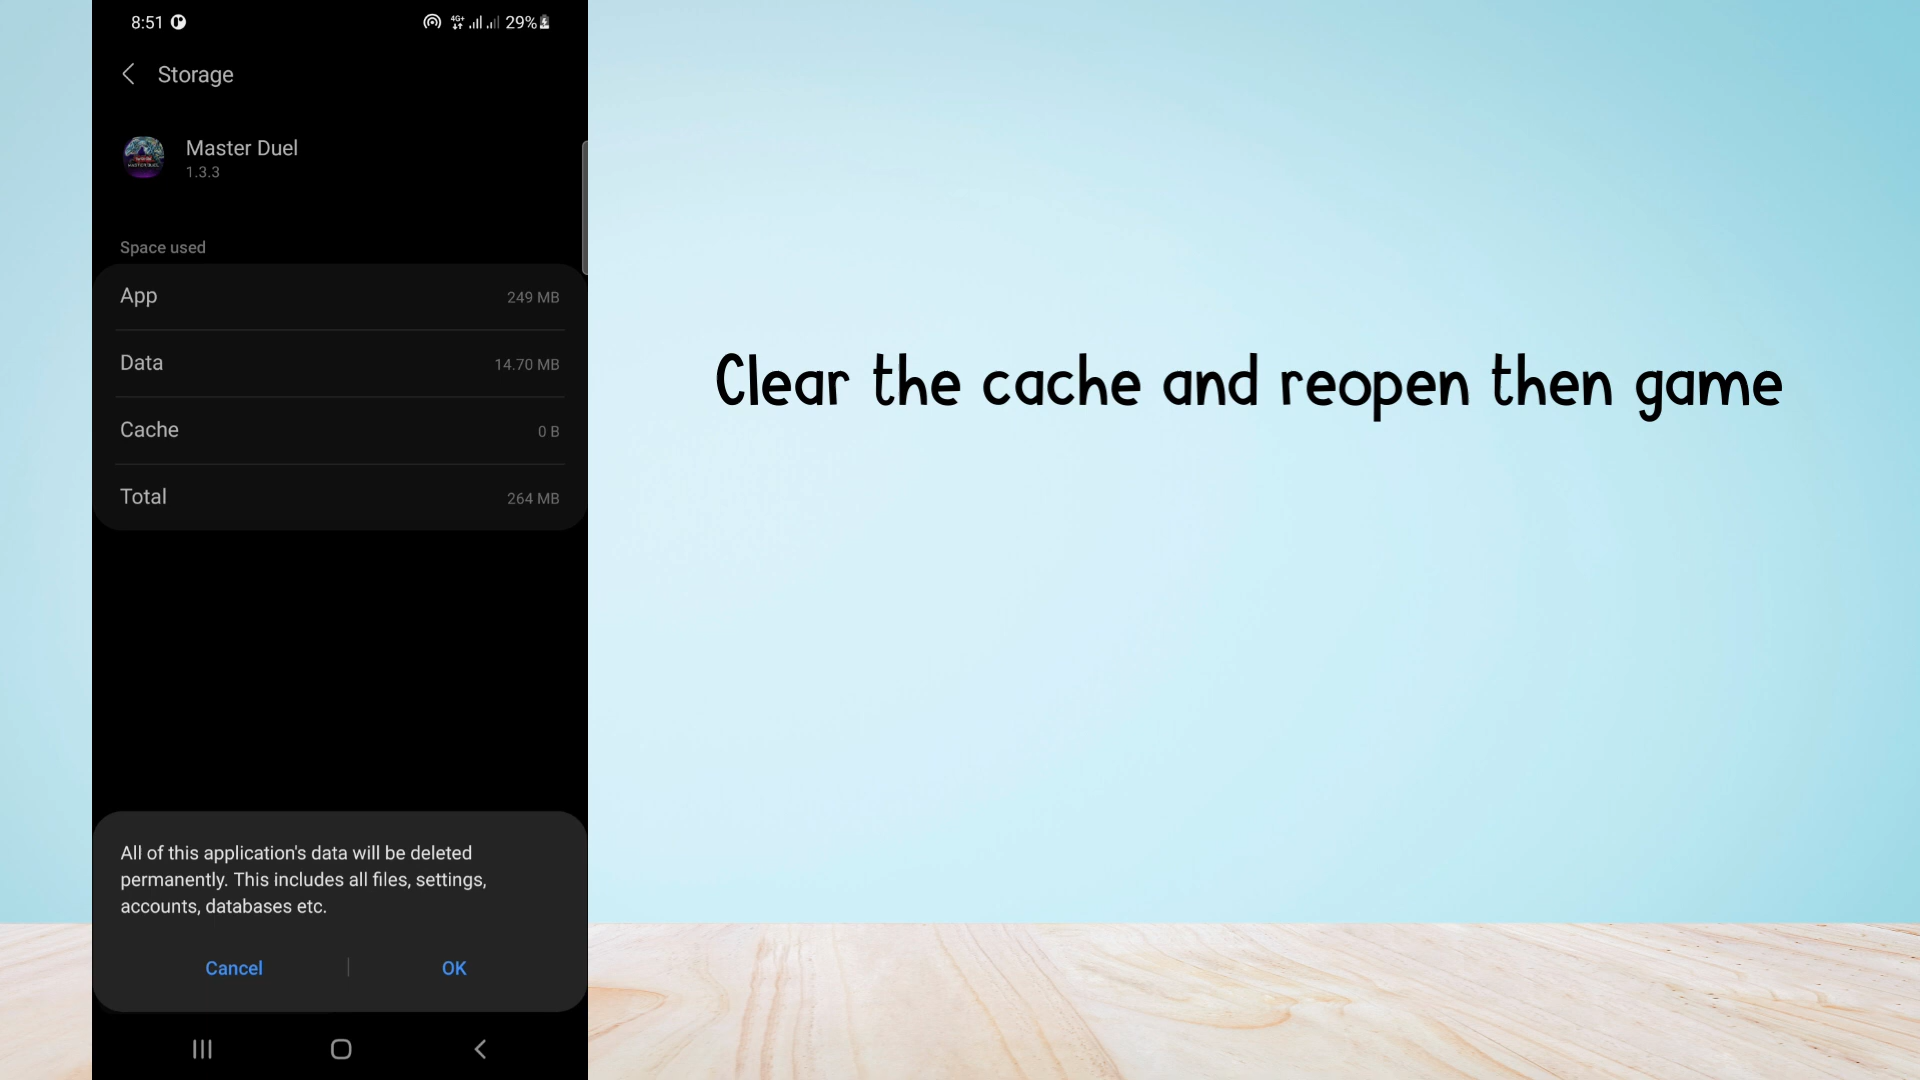 8:51
4G+
29%
Storage
Master Duel
1.3.3
Space used
App
249 MB
Data
14.70 MB
Cache
0 B
Total
264 MB
All of this application's data will be deleted
permanently. This includes all files, settings,
accounts, databases etc.
Cancel
OK
Clear the cache and reopen then game